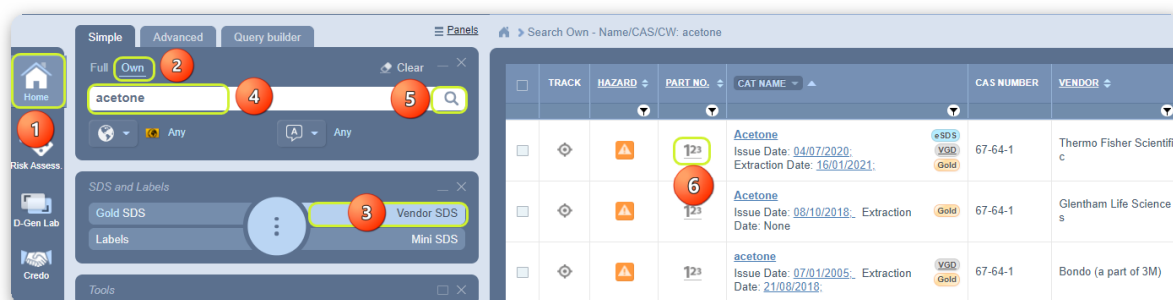 Simple Advanced Query builder Panels
Full Own 2 Clear
acetone 4 5
Any Any
Home
1
Risk Assess.
D-Gen Lab
Credo
SDS and Labels
Gold SDS 3 Vendor SDS
Labels Mini SDS
Tools
Search Own - Name/CAS/CW: acetone
TRACK HAZARD PART NO. CAT NAME CAS NUMBER VENDOR
Acetone eSDS
Issue Date: 04/07/2020; VGD
Extraction Date: 16/01/2021; Gold
123 67-64-1 Thermo Fisher Scientifi
c
6
Acetone
Issue Date: 08/10/2018; Extraction
Date: None
123 Gold 67-64-1 Glentham Life Science
s
acetone
Issue Date: 07/01/2005; Extraction
Date: 21/08/2018;
123 VGD Gold 67-64-1 Bondo (a part of 3M)